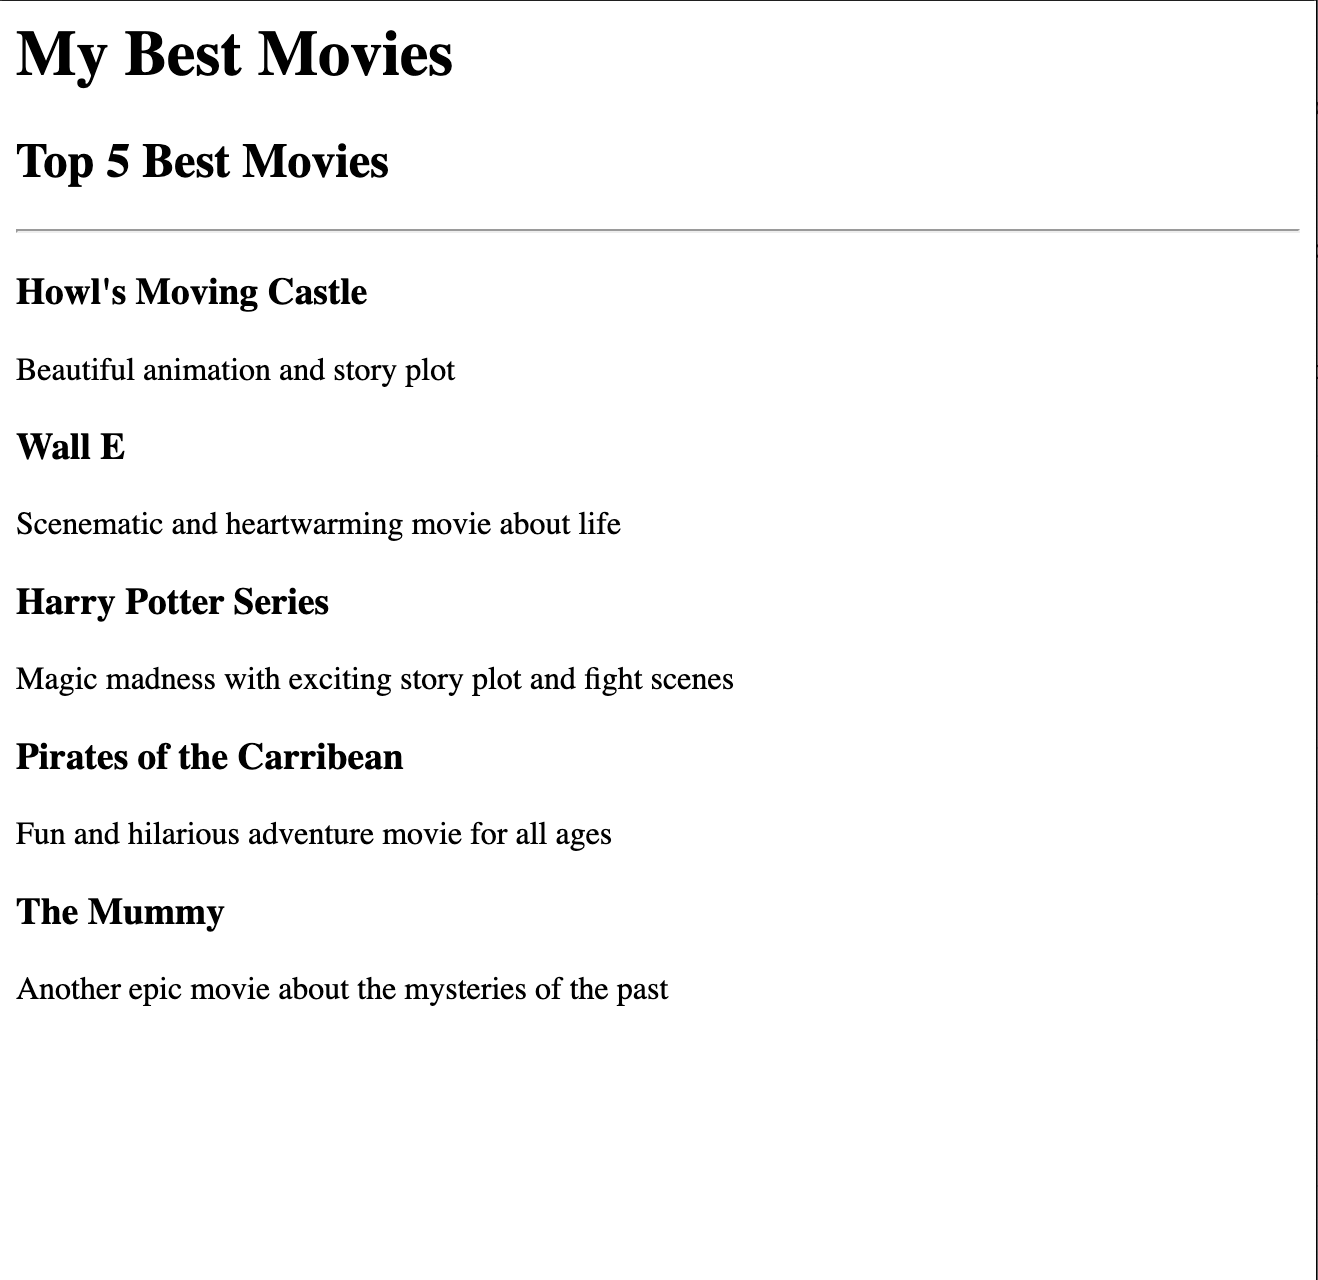 My Best Movies
Top 5 Best Movies
Howl's Moving Castle
Beautiful animation and story plot
Wall E
Scenematic and heartwarming movie about life
Harry Potter Series
Magic madness with exciting story plot and fight scenes
Pirates of the Carribean
Fun and hilarious adventure movie for all ages
The Mummy
Another epic movie about the mysteries of the past